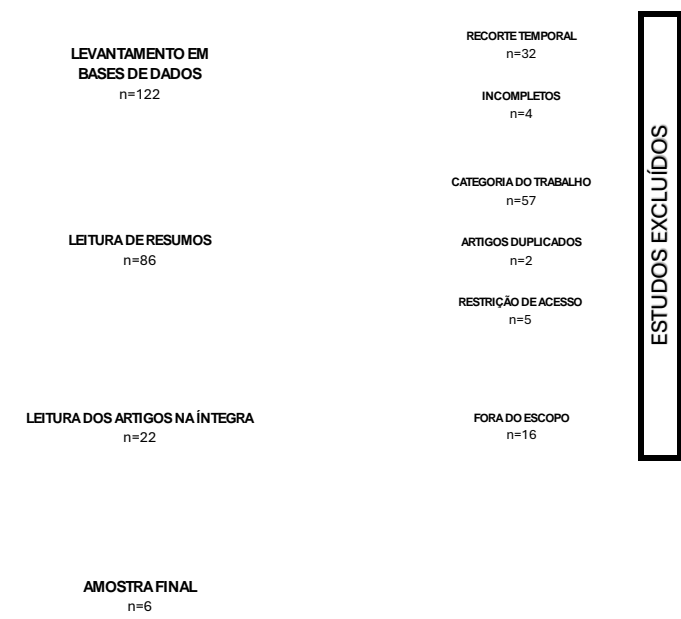 LEVANTAMENTO EM
BASES DE DADOS
n=122
RECORTE TEMPORAL
n=32
INCOMPLETOS
n=4
LEITURA DE RESUMOS
n=86
CATEGORIA DO TRABALHO
n=57
ARTIGOS DUPLICADOS
n=2
RESTRIÇÃO DE ACESSO
n=5
LEITURA DOS ARTIGOS NA ÍNTEGRA
n=22
FORA DO ESCOPO
n=16
AMOSTRA FINAL
n=6
ESTUDOS EXCLUÍDOS